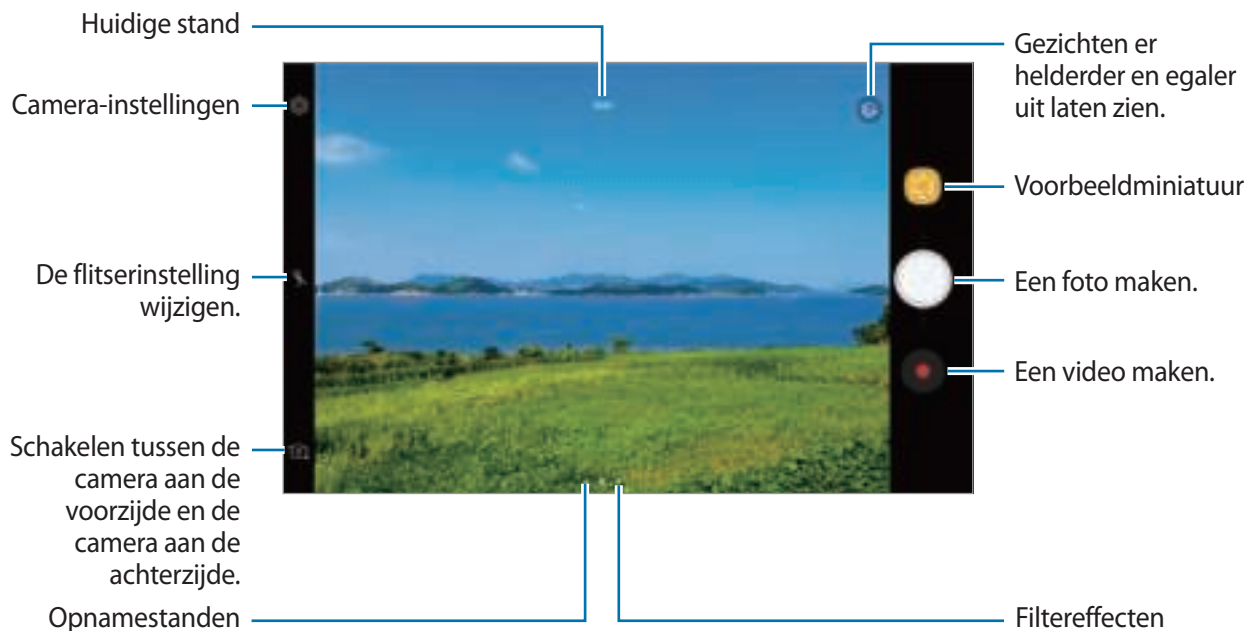 Huidige stand
Camera-instellingen
De flitserinstelling
wijzigen.
Schakelen tussen de
camera aan de
voorzijde en de
camera aan de
achterzijde.
Opnamestanden
Gezichten er
helderder en egaler
uit laten zien.
Voorbeeldminiatuur
Een foto maken.
Een video maken.
Filtereffecten